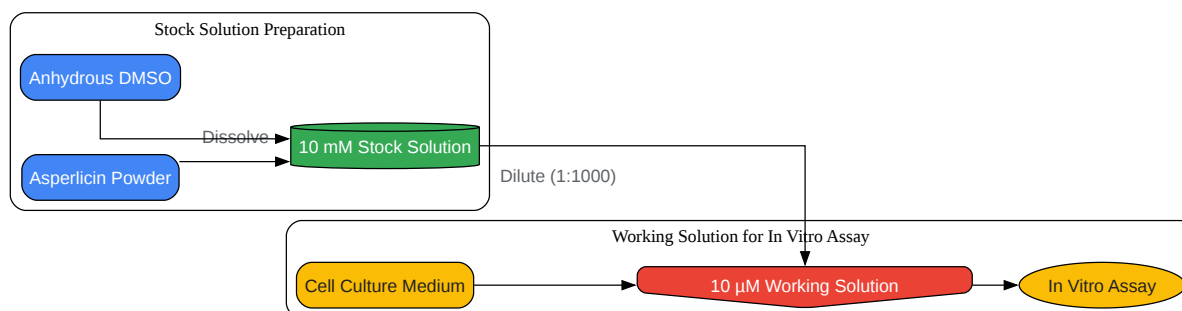 Stock Solution Preparation
Anhydrous DMSO
Dissolve
10 mM Stock Solution
Asperlicin Powder
Dilute (1:1000)
Working Solution for In Vitro Assay
Cell Culture Medium
10 µM Working Solution
In Vitro Assay